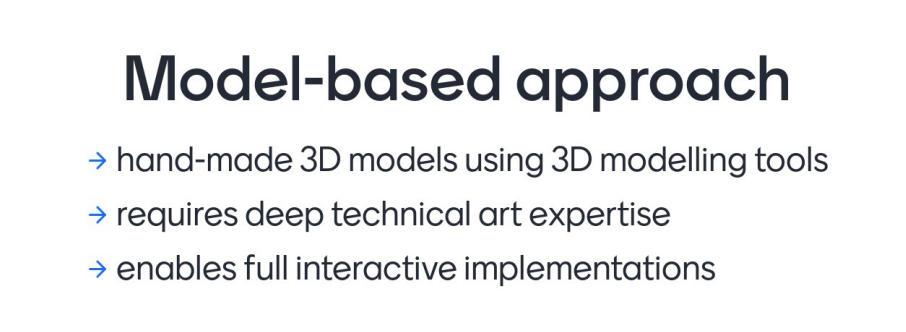 Model-based approach
→ hand-made 3D models using 3D modelling tools
→ requires deep technical art expertise
→ enables full interactive implementations